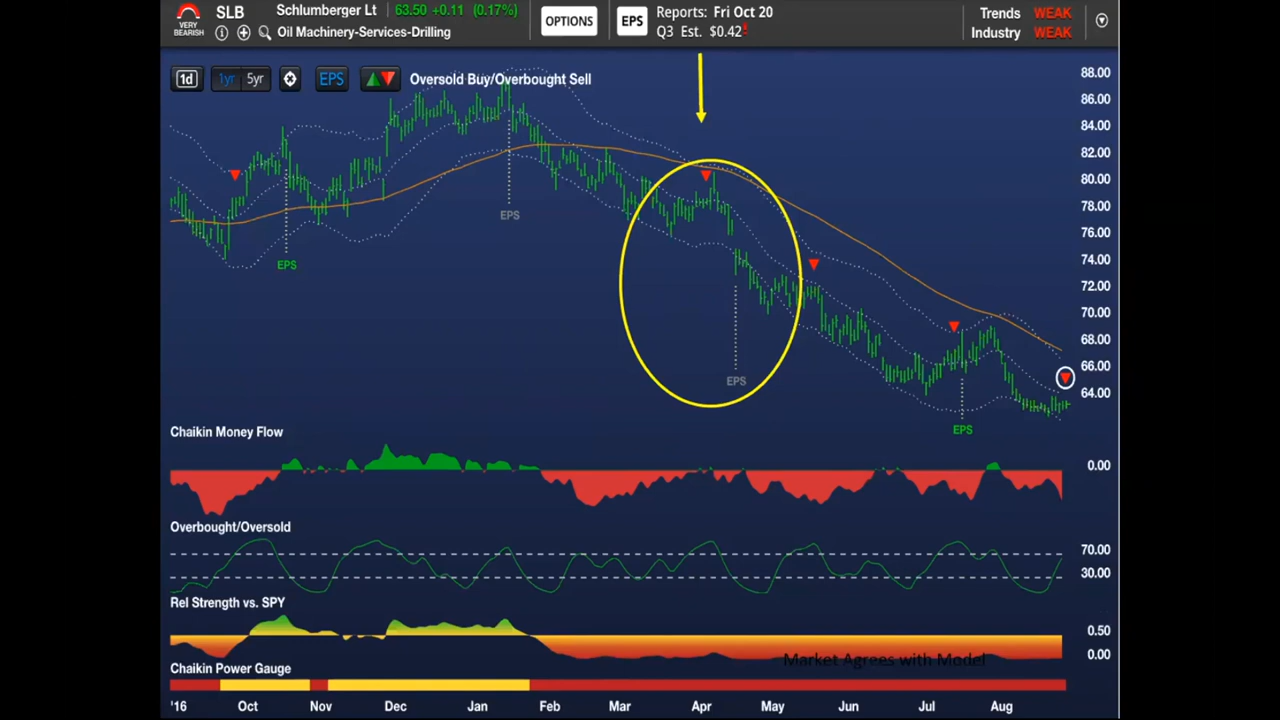 VERY
BEARISH
SLB
Schlumberger Lt
63.50 +0.11 (0.17%)
Oil Machinery-Services-Drilling
OPTIONS
EPS
Reports: Fri Oct 20
Q3 Est. $0.42!
Trends WEAK
Industry WEAK
1d
1yr 5yr
EPS
Oversold Buy/Overbought Sell
88.00
86.00
84.00
82.00
80.00
78.00
76.00
74.00
72.00
70.00
68.00
66.00
64.00
EPS
EPS
EPS
EPS
Chaikin Money Flow
0.00
Overbought/Oversold
70.00
30.00
Rel Strength vs. SPY
0.50
0.00
Market Agrees with Model
Chaikin Power Gauge
'16 Oct Nov Dec Jan Feb Mar Apr May Jun Jul Aug